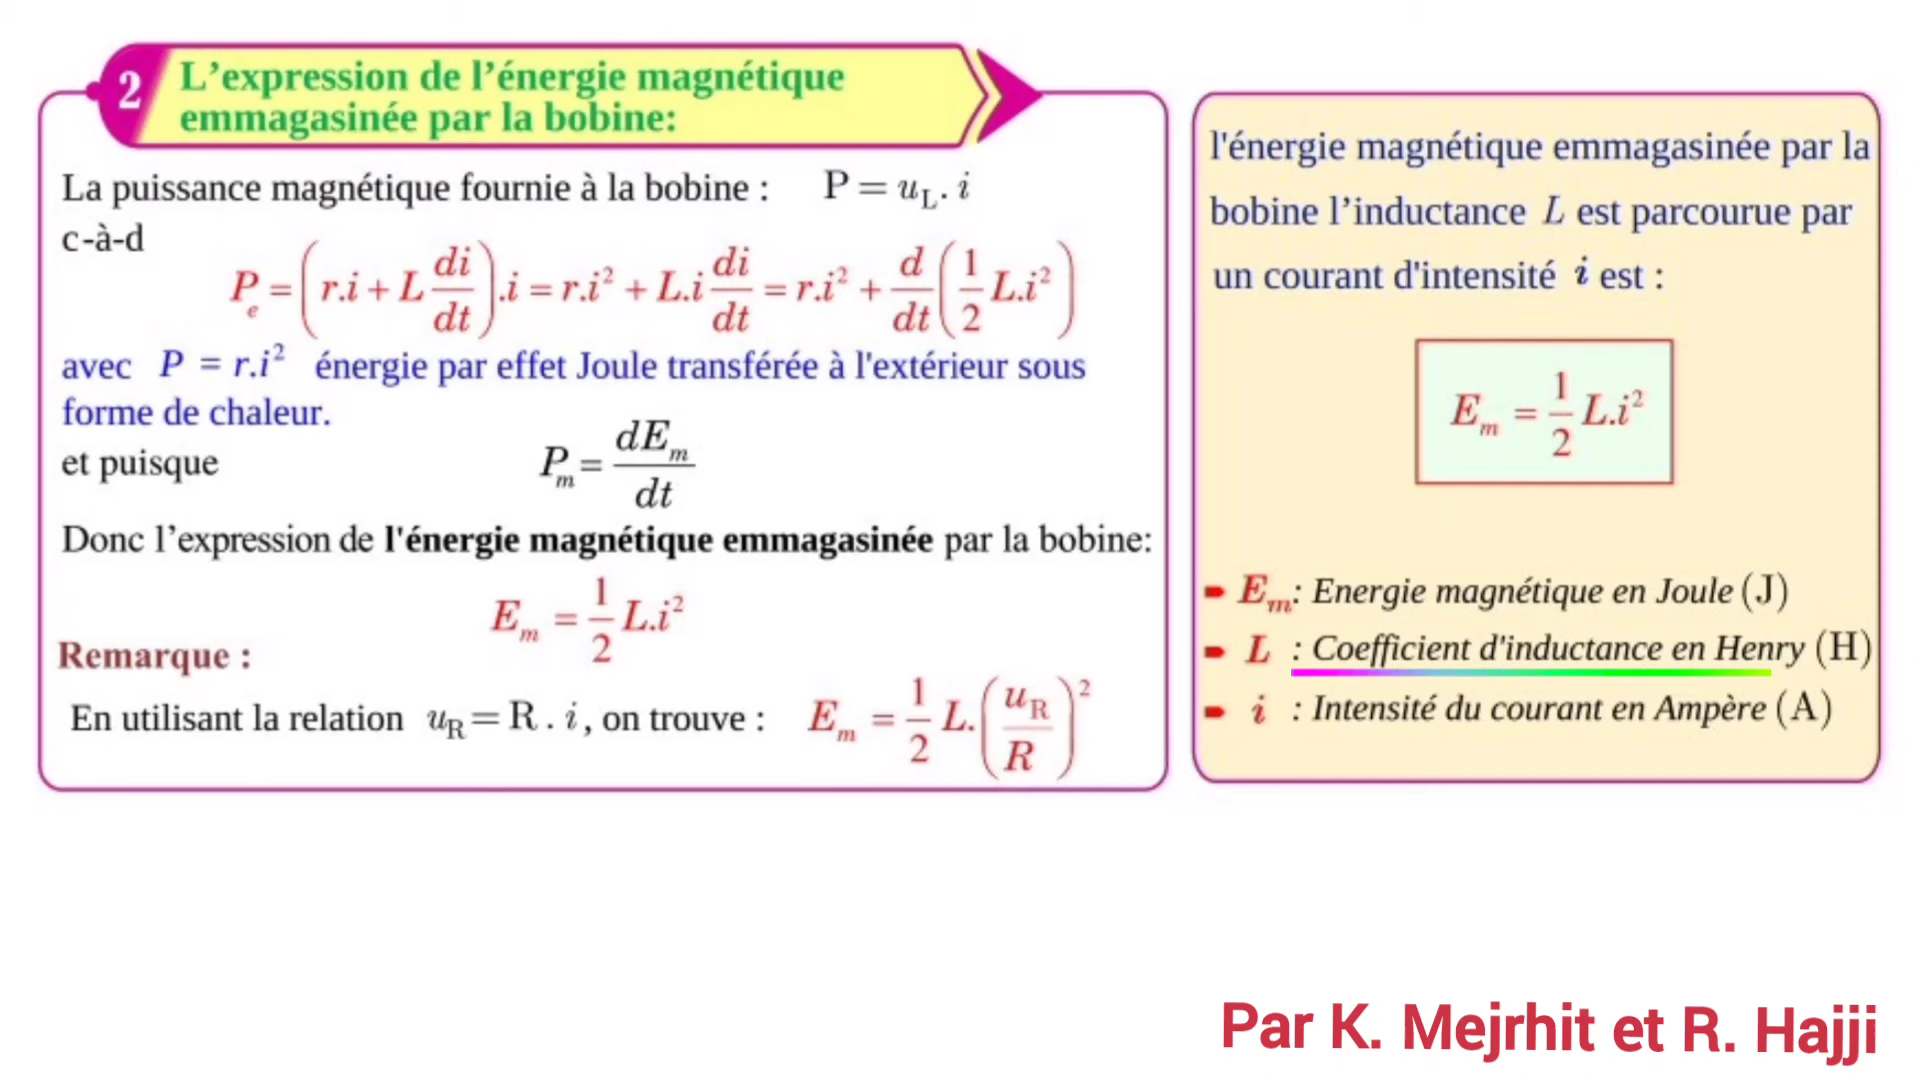 2 L’expression de l’énergie magnétique
emmagasinée par la bobine:
La puissance magnétique fournie à la bobine : P = u_L . i
c-à-d
P_e = (r.i + L di/dt).i = r.i² + L.i di/dt = r.i² + d/dt (1/2 L.i²)
avec P = r.i² énergie par effet Joule transférée à l'extérieur sous
forme de chaleur.
et puisque P_m = dE_m/dt
Donc l’expression de l'énergie magnétique emmagasinée par la bobine:
E_m = 1/2 L.i²
Remarque :
En utilisant la relation u_R = R . i , on trouve : E_m = 1/2 L.(u_R/R)²
l'énergie magnétique emmagasinée par la
bobine l’inductance L est parcourue par
un courant d'intensité i est :
E_m = 1/2 L.i²
E_m : Energie magnétique en Joule (J)
L : Coefficient d'inductance en Henry (H)
i : Intensité du courant en Ampère (A)
Par K. Mejrhit et R. Hajji